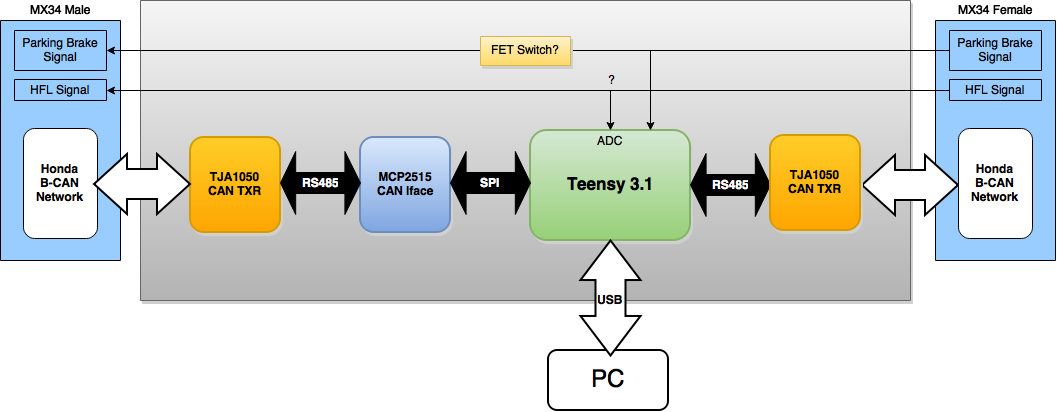 MX34 Male
MX34 Female
Parking Brake
Signal
FET Switch?
Parking Brake
Signal
HFL Signal
?
HFL Signal
Honda
B-CAN
Network
TJA1050
CAN TXR
RS485
MCP2515
CAN Iface
SPI
ADC
Teensy 3.1
RS485
TJA1050
CAN TXR
Honda
B-CAN
Network
USB
PC